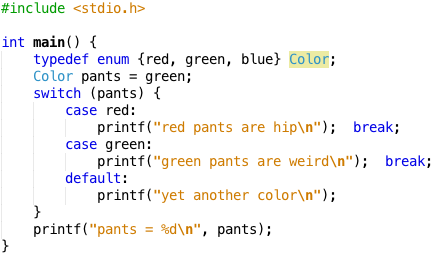 #include <stdio.h>

int main() {
    typedef enum {red, green, blue} Color;
    Color pants = green;
    switch (pants) {
        case red:
            printf("red pants are hip\n");  break;
        case green:
            printf("green pants are weird\n");  break;
        default:
            printf("yet another color\n");
    }
    printf("pants = %d\n", pants);
}